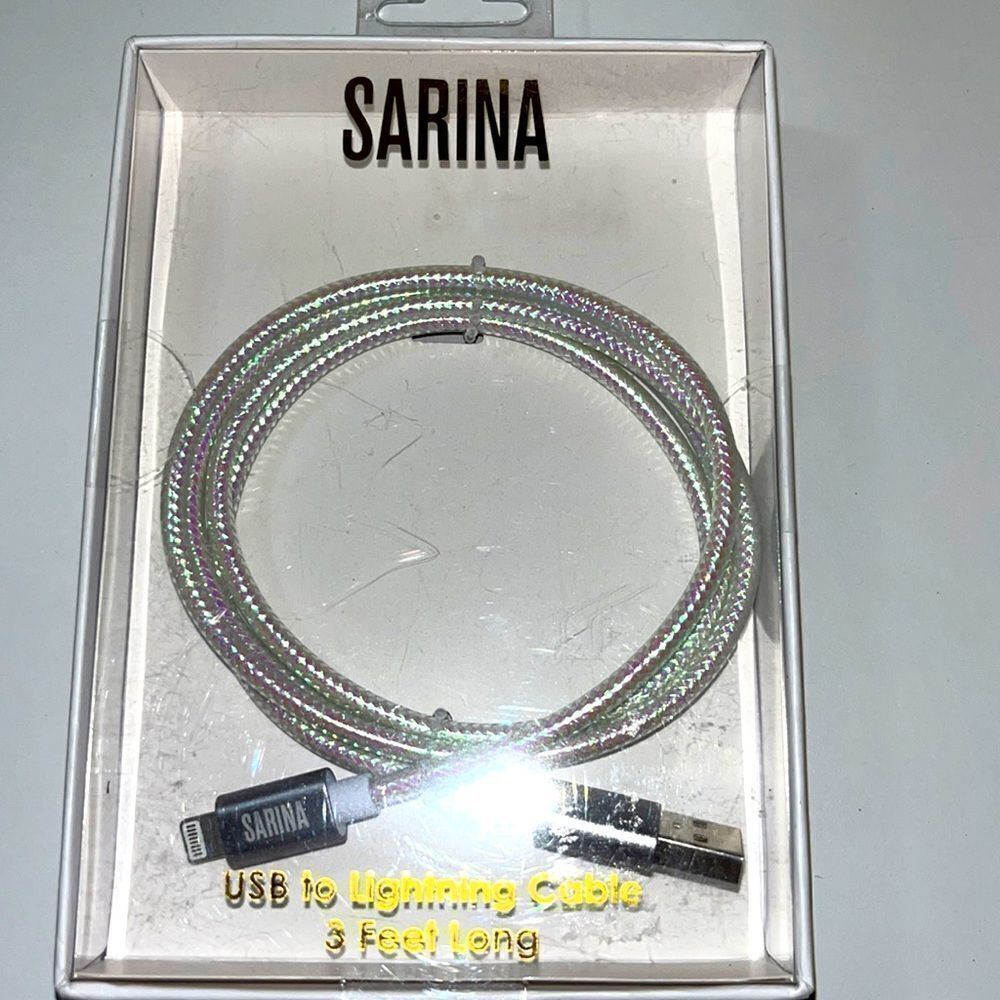 SARINA
SARINA
USB to Lightning Cable
3 Feet Long